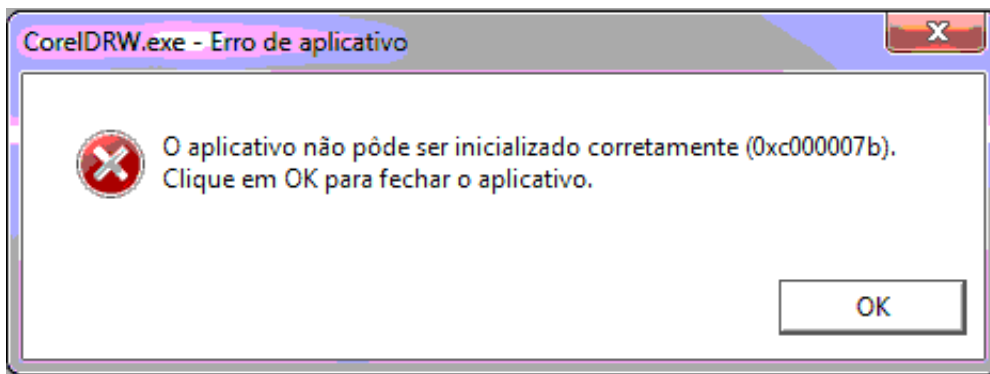 CorelDRW.exe - Erro de aplicativo
O aplicativo não pôde ser inicializado corretamente (0xc000007b).
Clique em OK para fechar o aplicativo.
OK